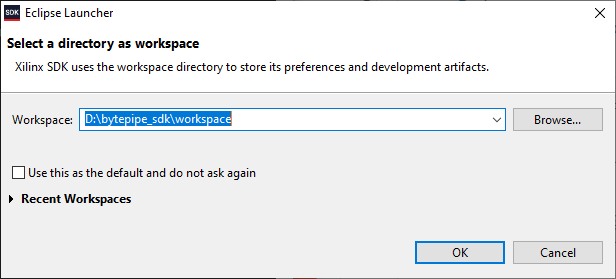 SDK Eclipse Launcher
Select a directory as workspace
Xilinx SDK uses the workspace directory to store its preferences and development artifacts.
Workspace: D:\bytepipe_sdk\workspace Browse...
Use this as the default and do not ask again
Recent Workspaces
OK Cancel